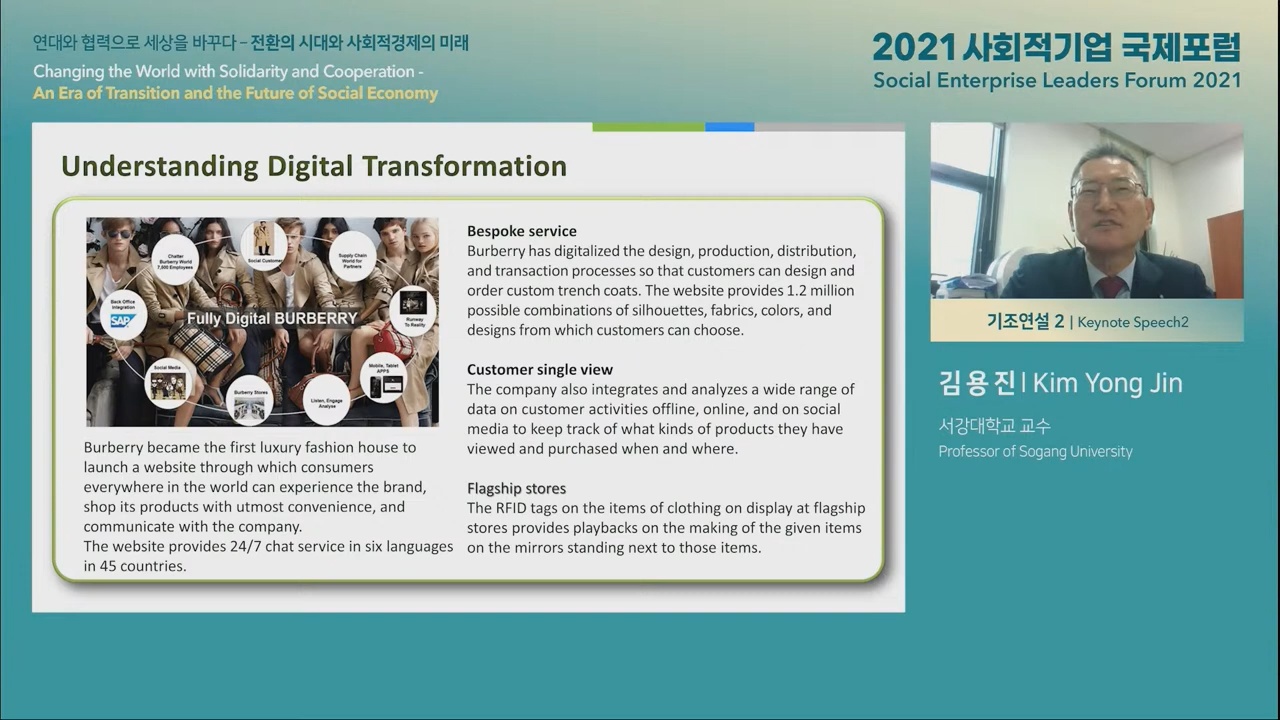 연대와 협력으로 세상을 바꾸다 – 전환의 시대와 사회적경제의 미래
Changing the World with Solidarity and Cooperation -
An Era of Transition and the Future of Social Economy
2021 사회적기업 국제포럼
Social Enterprise Leaders Forum 2021
Understanding Digital Transformation
Chatter
Burberry World
7,500 Employees
Social Customer
Supply Chain
World for
Partners
Back Office
Integration
SAP
Fully Digital BURBERRY
Runway
To Reality
Social Media
Burberry Stores
Listen, Engage
Analyse
Mobile, Tablet
APPS
Burberry became the first luxury fashion house to
launch a website through which consumers
everywhere in the world can experience the brand,
shop its products with utmost convenience, and
communicate with the company.
The website provides 24/7 chat service in six languages
in 45 countries.
Bespoke service
Burberry has digitalized the design, production, distribution,
and transaction processes so that customers can design and
order custom trench coats. The website provides 1.2 million
possible combinations of silhouettes, fabrics, colors, and
designs from which customers can choose.
Customer single view
The company also integrates and analyzes a wide range of
data on customer activities offline, online, and on social
media to keep track of what kinds of products they have
viewed and purchased when and where.
Flagship stores
The RFID tags on the items of clothing on display at flagship
stores provides playbacks on the making of the given items
on the mirrors standing next to those items.
기조연설 2 | Keynote Speech2
김용진 | Kim Yong Jin
서강대학교 교수
Professor of Sogang University